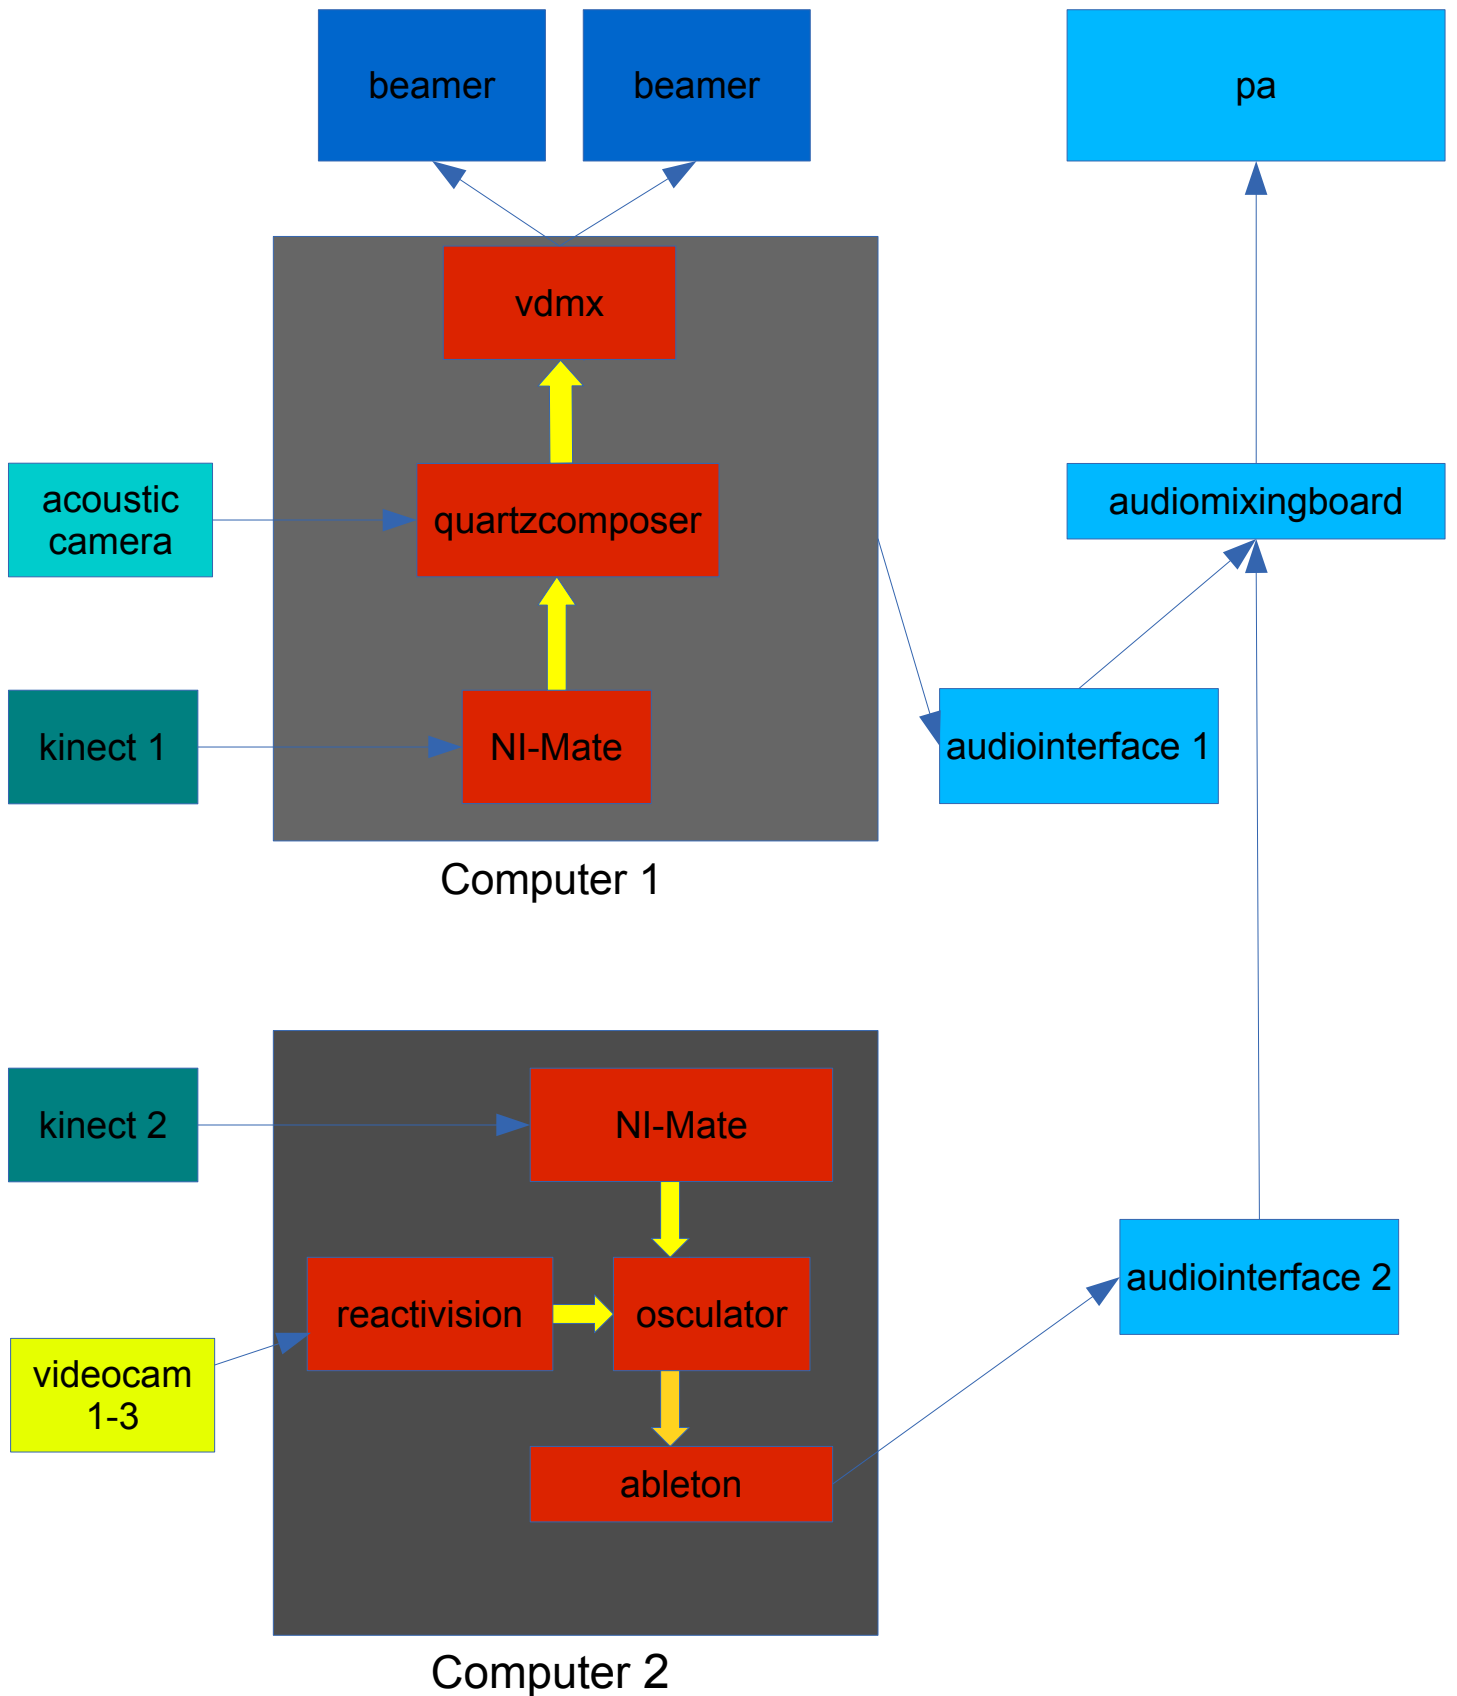 beamer
beamer
pa
vdmx
acoustic
camera
quartzcomposer
audiomixingboard
kinect 1
NI-Mate
audiointerface 1
Computer 1
kinect 2
NI-Mate
audiointerface 2
reactivision
osculator
videocam
1-3
ableton
Computer 2